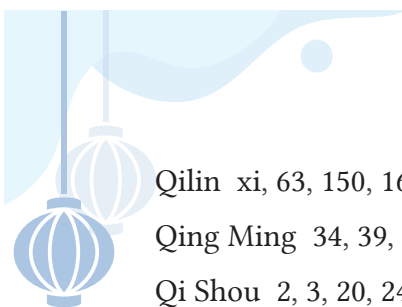 Qilin xi, 63, 150,
Qing Ming 34, 39,
Qi Shou 2, 3, 20,